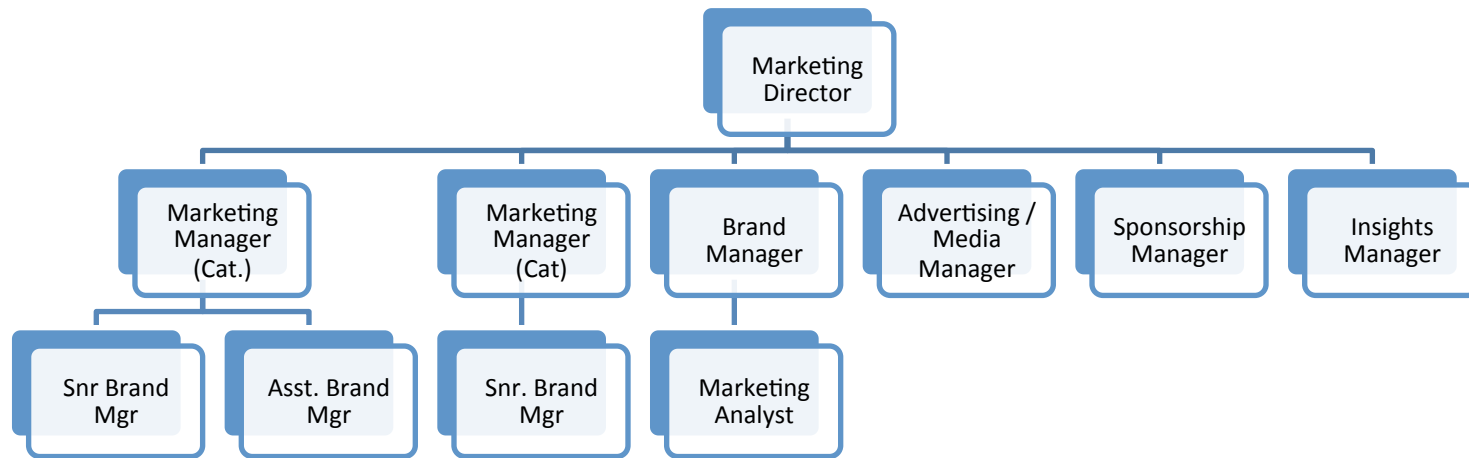 Marketing
Director
Marketing
Manager
(Cat.)
Marketing
Manager
(Cat)
Brand
Manager
Advertising /
Media
Manager
Sponsorship
Manager
Insights
Manager
Snr Brand
Mgr
Asst. Brand
Mgr
Snr. Brand
Mgr
Marketing
Analyst